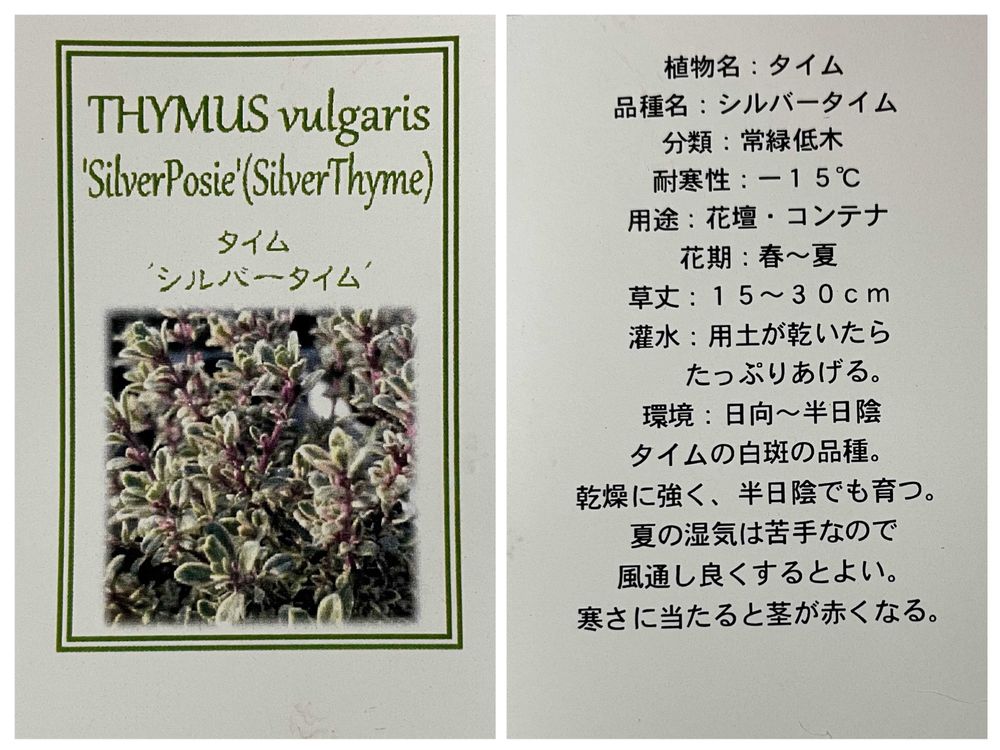 THYMUS vulgaris
'SilverPosie'(SilverThyme)
タイム
'シルバータイム'
植物名：タイム
品種名：シルバータイム
分類：常緑低木
耐寒性：－１５℃
用途：花壇・コンテナ
花期：春～夏
草丈：１５～３０ｃｍ
灌水：用土が乾いたら
たっぷりあげる。
環境：日向～半日陰
タイムの白斑の品種。
乾燥に強く、半日陰でも育つ。
夏の湿気は苦手なので
風通し良くするとよい。
寒さに当たると茎が赤くなる。